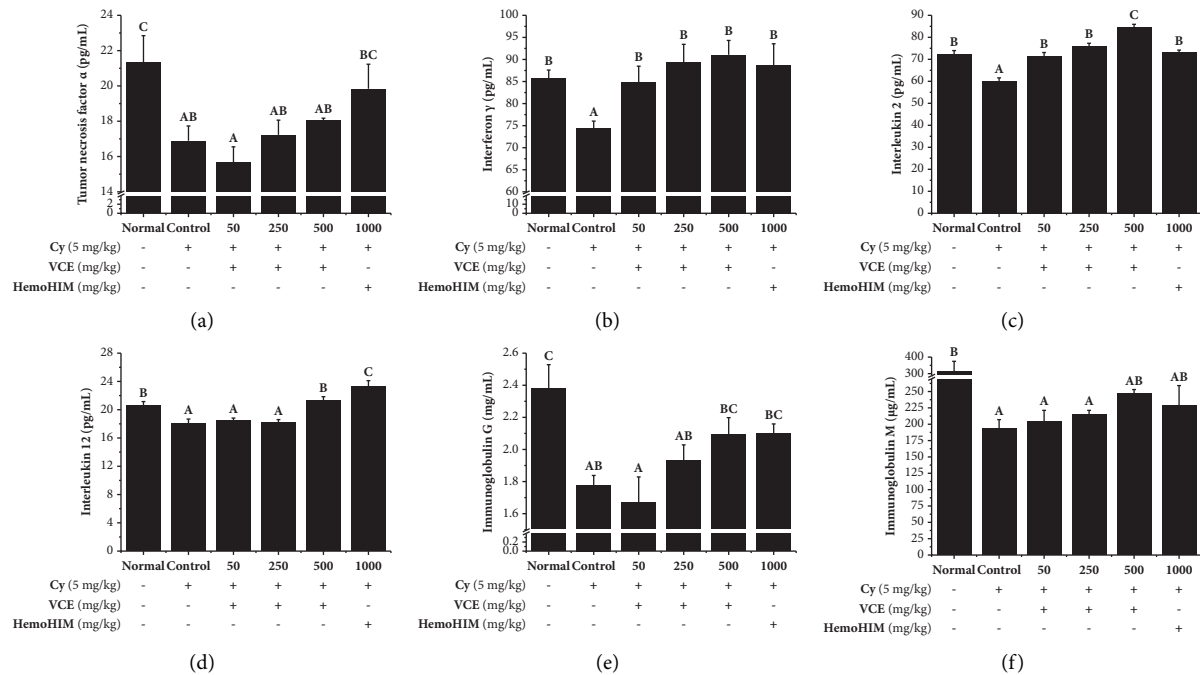 Tumor necrosis factor α (pg/mL)
24
22
20
18
16
14
2
0
C
AB
A
AB
AB
BC
Normal Control 50 250 500 1000
Cy (5 mg/kg) - + + + + +
VCE (mg/kg) - - + + + -
HemoHIM (mg/kg) - - - - - +
(a)
Interferon γ (pg/mL)
100
95
90
85
80
75
70
65
60
10
0
B
A
B
B
B
B
Normal Control 50 250 500 1000
Cy (5 mg/kg) - + + + + +
VCE (mg/kg) - - + + + -
HemoHIM (mg/kg) - - - - - +
(b)
Interleukin 2 (pg/mL)
90
80
70
60
50
40
30
20
10
0
B
A
B
B
C
B
Normal Control 50 250 500 1000
Cy (5 mg/kg) - + + + + +
VCE (mg/kg) - - + + + -
HemoHIM (mg/kg) - - - - - +
(c)
Interleukin 12 (pg/mL)
28
24
20
16
12
8
4
0
B
A
A
A
B
C
Normal Control 50 250 500 1000
Cy (5 mg/kg) - + + + + +
VCE (mg/kg) - - + + + -
HemoHIM (mg/kg) - - - - - +
(d)
Immunoglobulin G (mg/mL)
2.6
2.4
2.2
2.0
1.8
1.6
0.2
0.0
C
AB
A
AB
BC
BC
Normal Control 50 250 500 1000
Cy (5 mg/kg) - + + + + +
VCE (mg/kg) - - + + + -
HemoHIM (mg/kg) - - - - - +
(e)
Immunoglobulin M (µg/mL)
400
300
250
225
200
175
150
125
100
75
50
25
0
B
A
A
A
AB
AB
Normal Control 50 250 500 1000
Cy (5 mg/kg) - + + + + +
VCE (mg/kg) - - + + + -
HemoHIM (mg/kg) - - - - - +
(f)